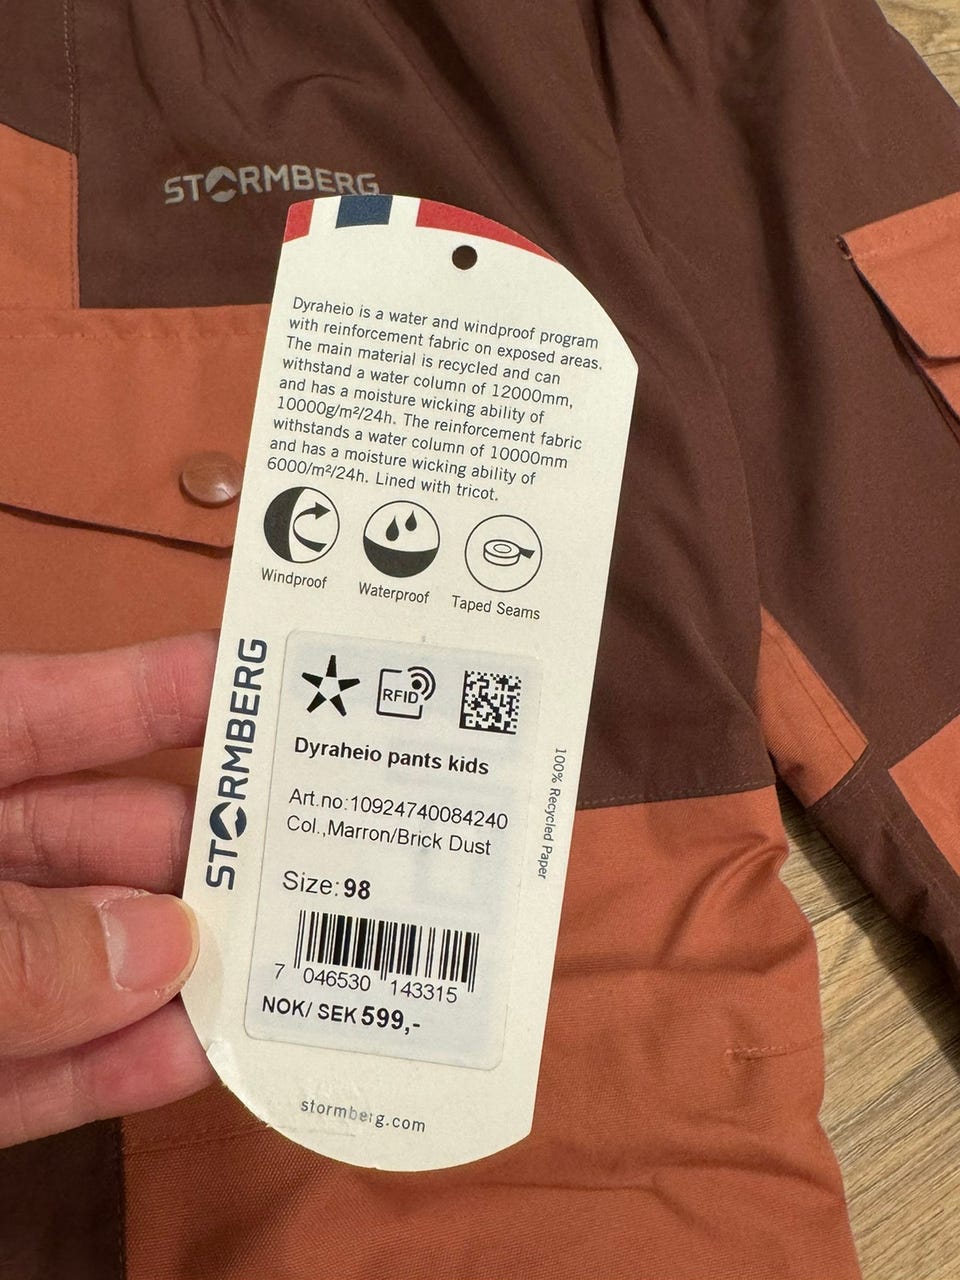 STORMBERG
Dyraheio is a water and windproof program
with reinforcement fabric on exposed areas.
The main material is recycled and can
withstand a water column of 12000mm,
and has a moisture wicking ability of
10000g/m²/24h. The reinforcement fabric
withstands a water column of 10000mm
and has a moisture wicking ability of
6000/m²/24h. Lined with tricot.
Windproof
Waterproof
Taped Seams
STORMBERG
RFID
Dyraheio pants kids
Art.no:10924740084240
Col.,Marron/Brick Dust
Size: 98
7 046530 143315
NOK/ SEK 599,-
100% Recycled Paper
stormberg.com